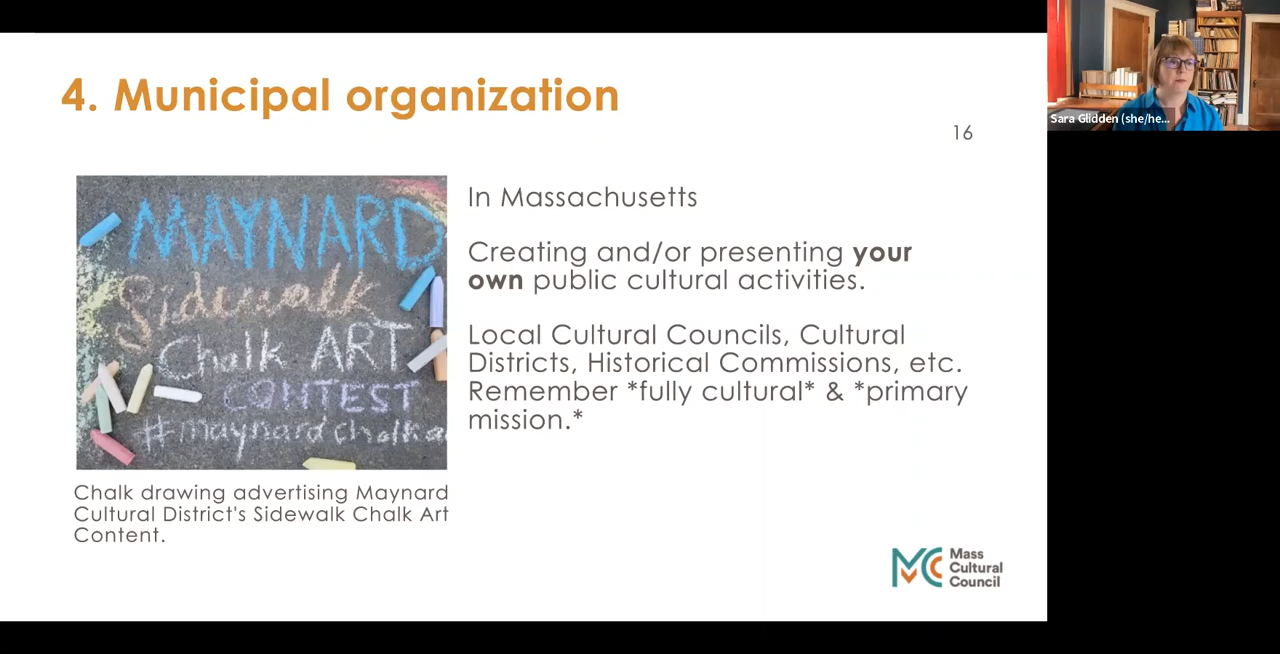 4. Municipal organization
Sara Glidden (she/he...
16
MAYNARD
Sidewalk
Chalk ART
CONTEST
#maynardchalka
In Massachusetts
Creating and/or presenting your
own public cultural activities.
Local Cultural Councils, Cultural
Districts, Historical Commissions, etc.
Remember *fully cultural* & *primary
mission.*
Chalk drawing advertising Maynard
Cultural District's Sidewalk Chalk Art
Content.
Mass
Cultural
Council